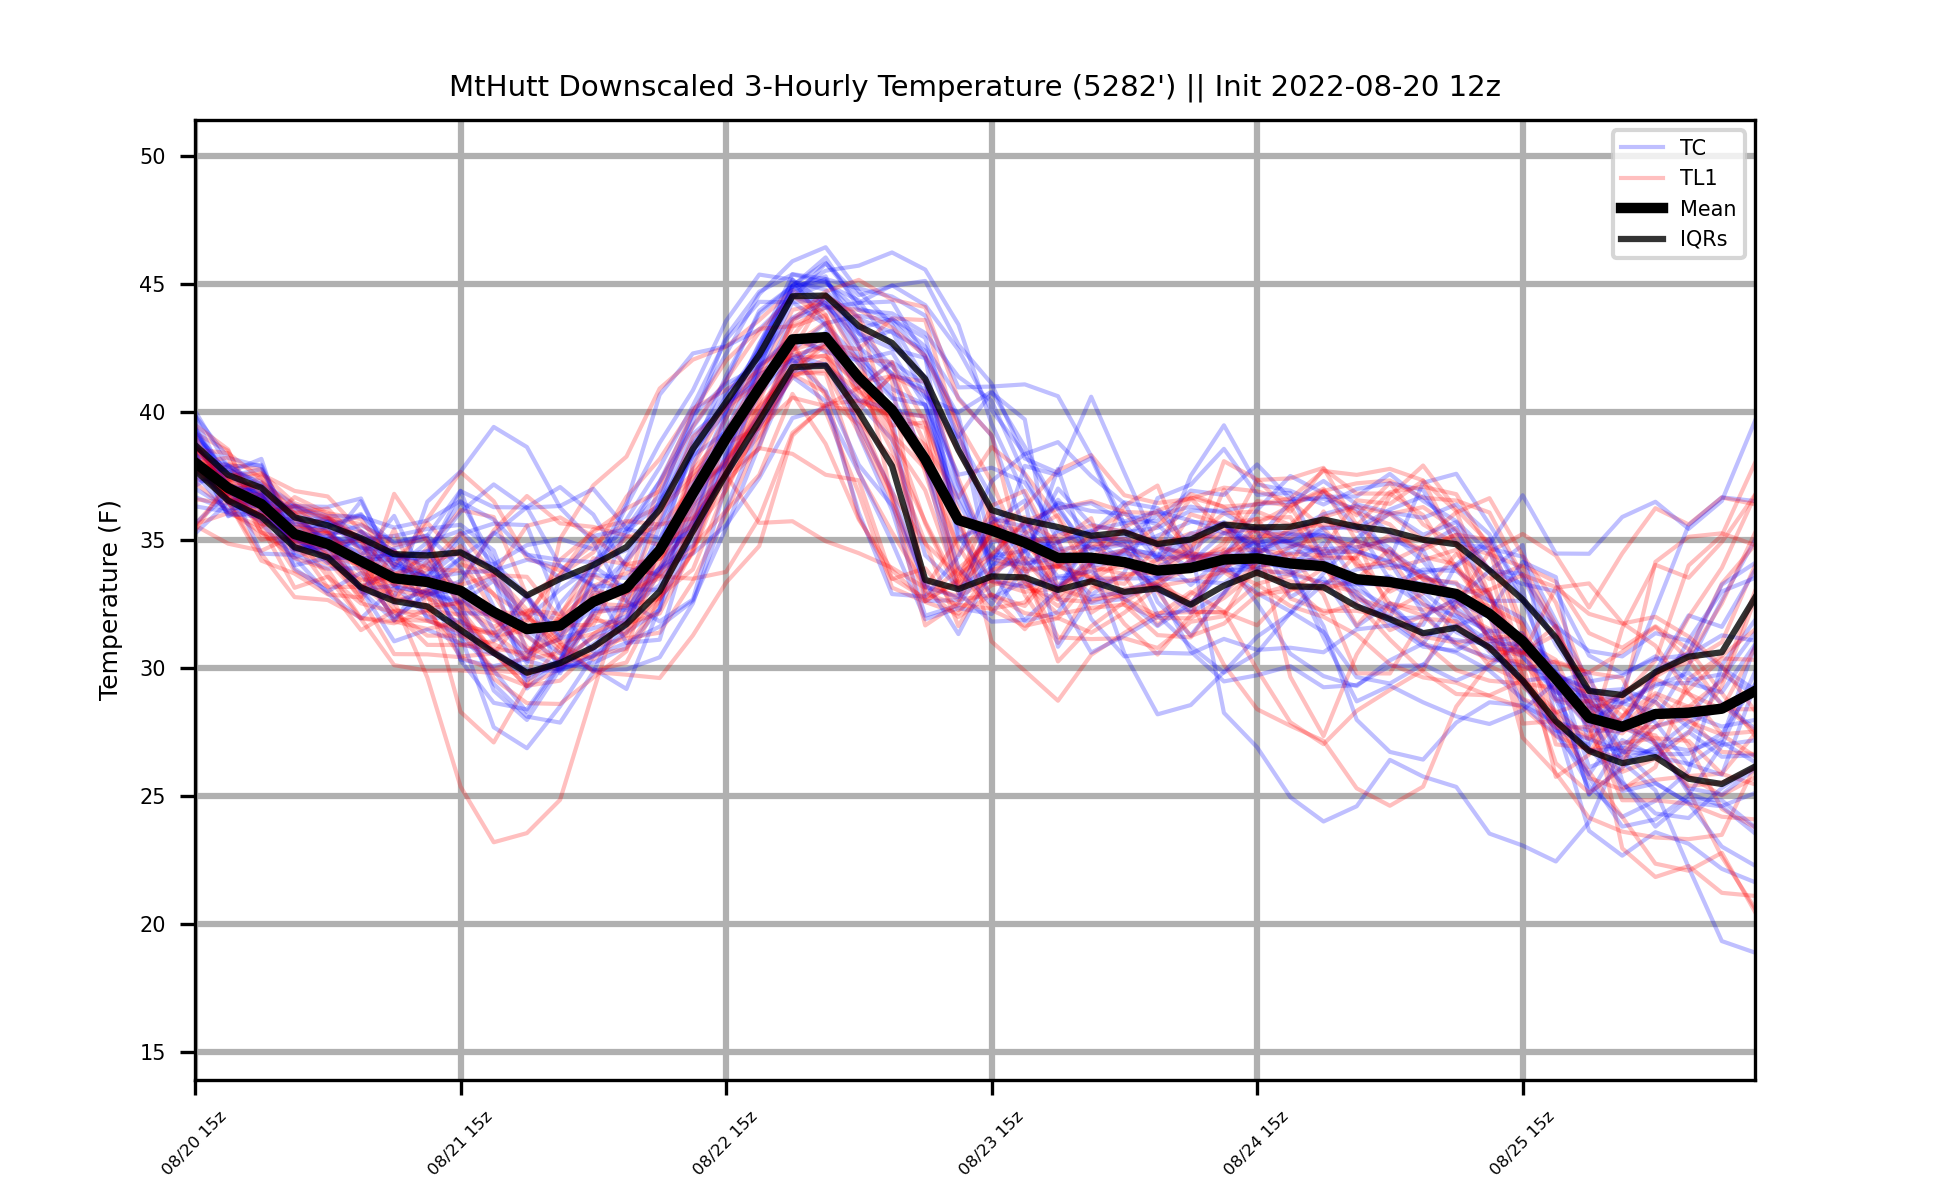 MtHutt Downscaled 3-Hourly Temperature (5282') || Init 2022-08-20 12z
TC
TL1
Mean
IQRs
Temperature (F)
50
45
40
35
30
25
20
15
08/20 15z
08/21 15z
08/22 15z
08/23 15z
08/24 15z
08/25 15z